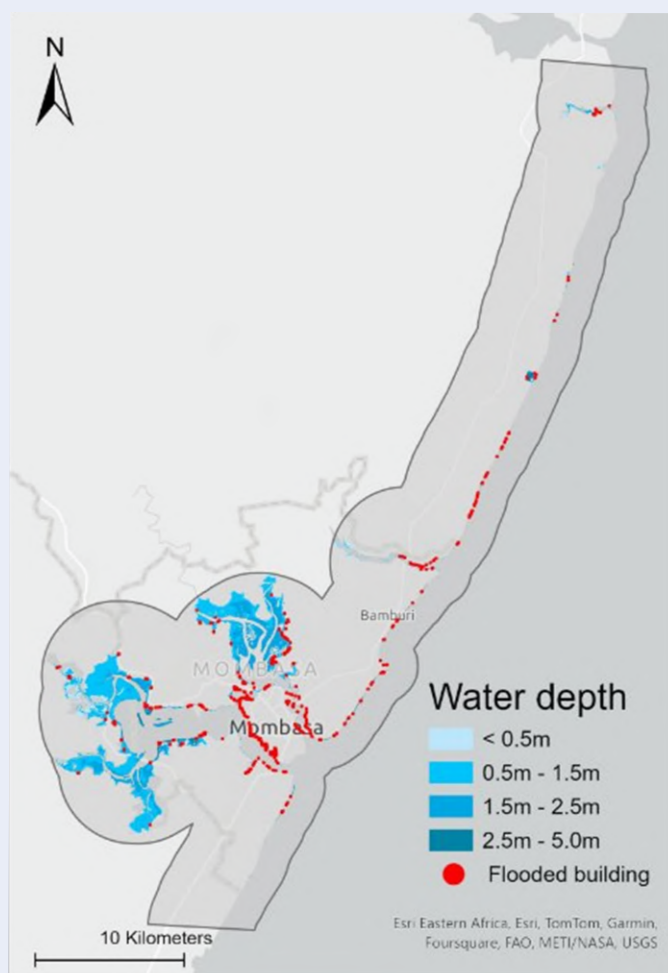 N
Bamburi
MOMBASA
Mombasa
Water depth
< 0.5m
0.5m - 1.5m
1.5m - 2.5m
2.5m - 5.0m
Flooded building
10 Kilometers
Esri Eastern Africa, Esri, TomTom, Garmin,
Foursquare, FAO, METI/NASA, USGS